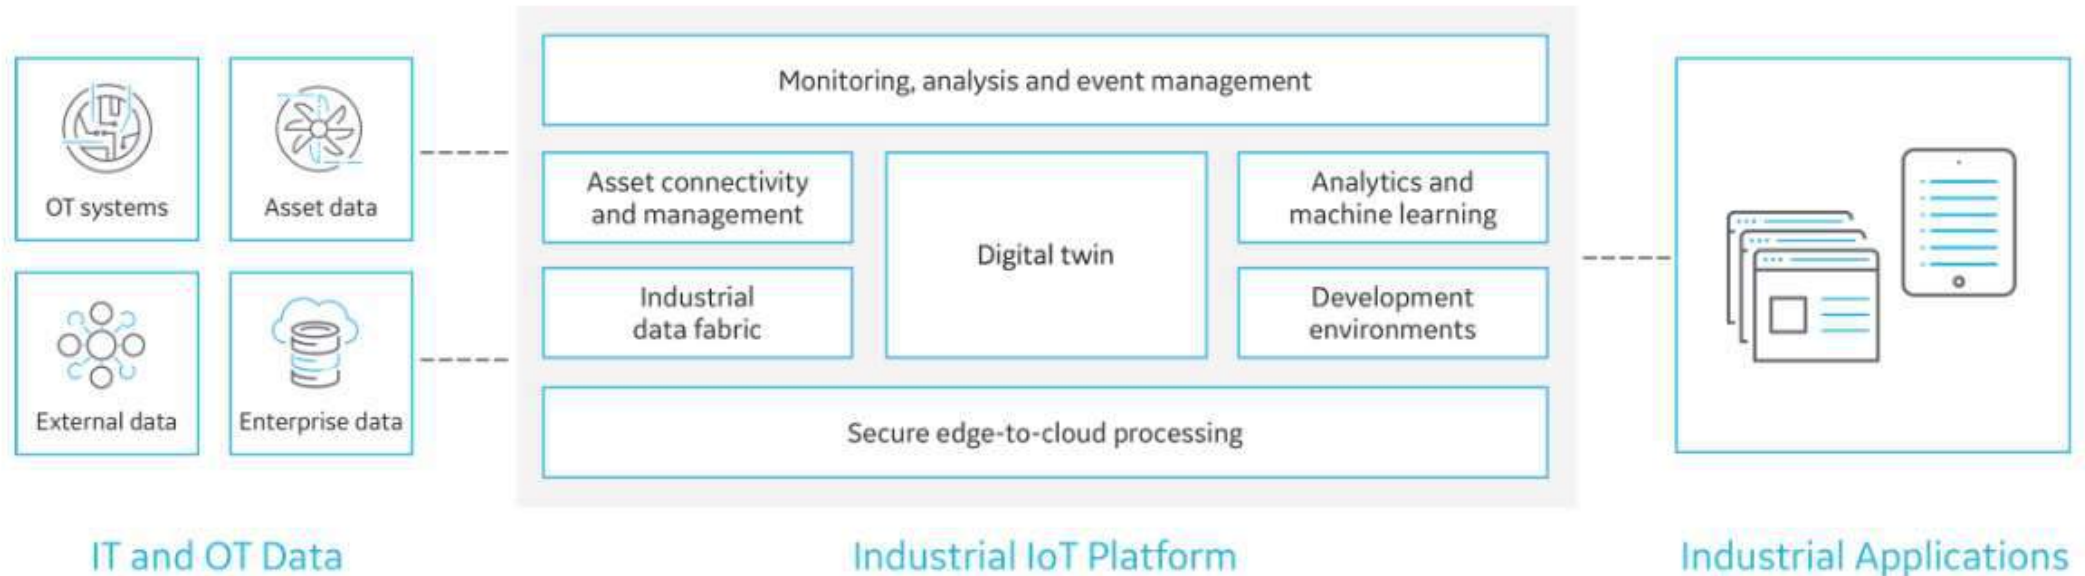 OT systems
Asset data
External data
Enterprise data
IT and OT Data
Monitoring, analysis and event management
Asset connectivity
and management
Industrial
data fabric
Digital twin
Analytics and
machine learning
Development
environments
Secure edge-to-cloud processing
Industrial IoT Platform
Industrial Applications